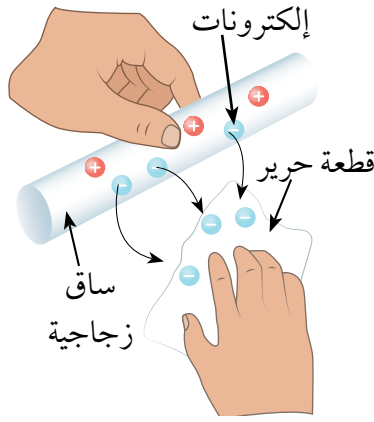 إلكترونات
قطعة حرير
ساق
زجاجية